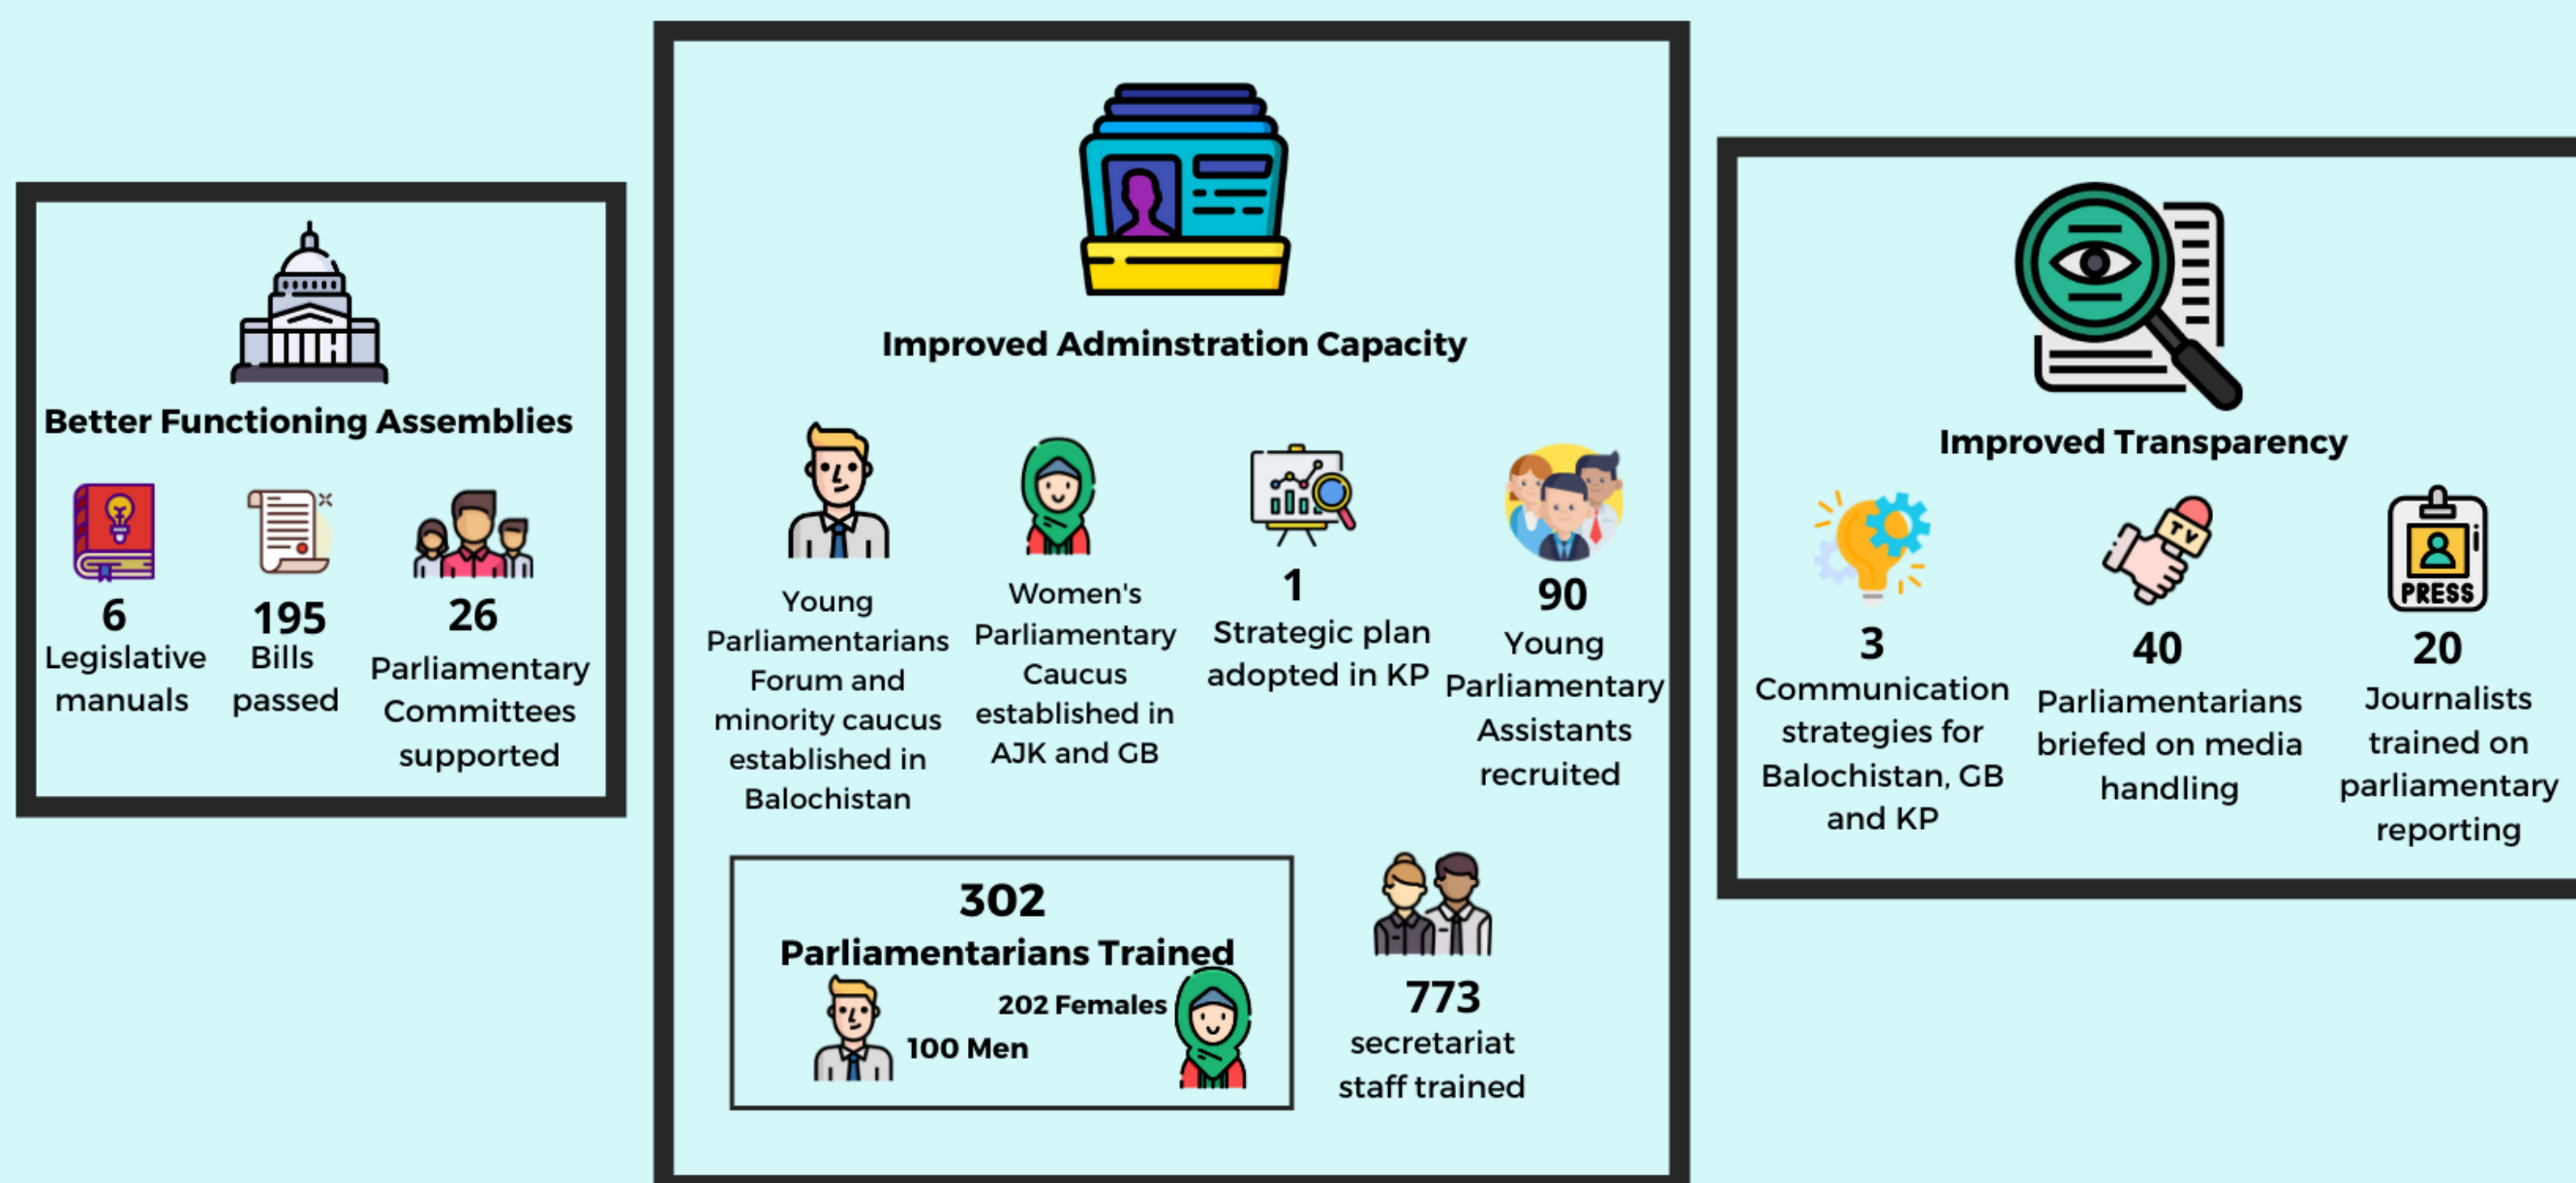 Better Functioning Assemblies
6
Legislative
manuals
195
Bills
passed
26
Parliamentary
Committees
supported
Improved Adminstration Capacity
Young
Parliamentarians
Forum and
minority caucus
established in
Balochistan
Women's
Parliamentary
Caucus
established in
AJK and GB
1
Strategic plan
adopted in KP
90
Young
Parliamentary
Assistants
recruited
302
Parliamentarians Trained
202 Females
100 Men
773
secretariat
staff trained
Improved Transparency
3
Communication
strategies for
Balochistan, GB
and KP
TV
40
Parliamentarians
briefed on media
handling
PRESS
20
Journalists
trained on
parliamentary
reporting